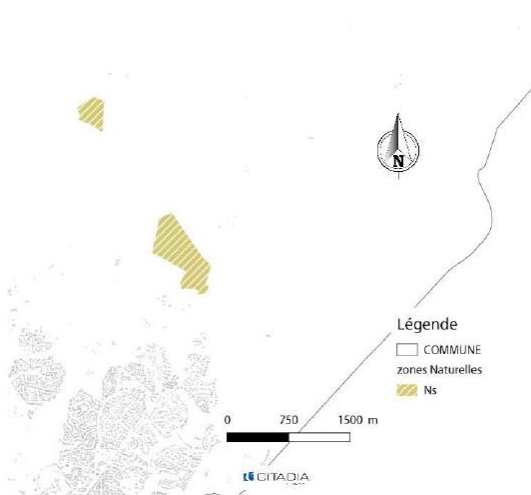 N
Légende
COMMUNE
zones Naturelles
Ns
0 750 1500 m
CITADIA